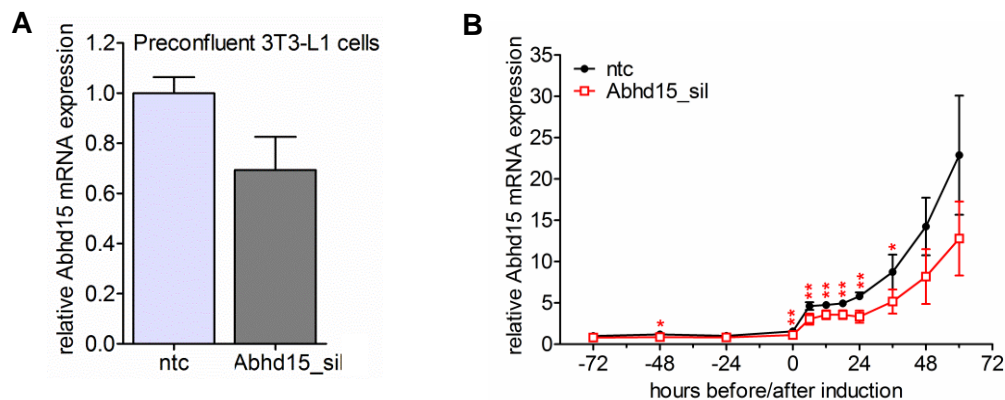 A
Preconfluent 3T3-L1 cells
relative Abhd15 mRNA expression
1.2
1.0
0.8
0.6
0.4
0.2
0.0
ntc
Abhd15_sil
B
relative Abhd15 mRNA expression
35
30
25
20
15
10
5
0
ntc
Abhd15_sil
*
**
**
**
**
**
*
-72 -48 -24 0 24 48 72
hours before/after induction